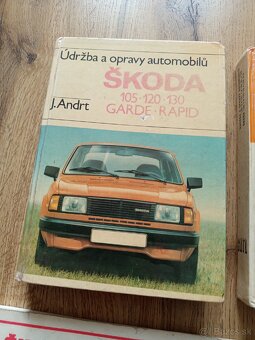 Údržba a opravy automobilů
ŠKODA
105·120·130
GARDE·RAPID
J. Andrt